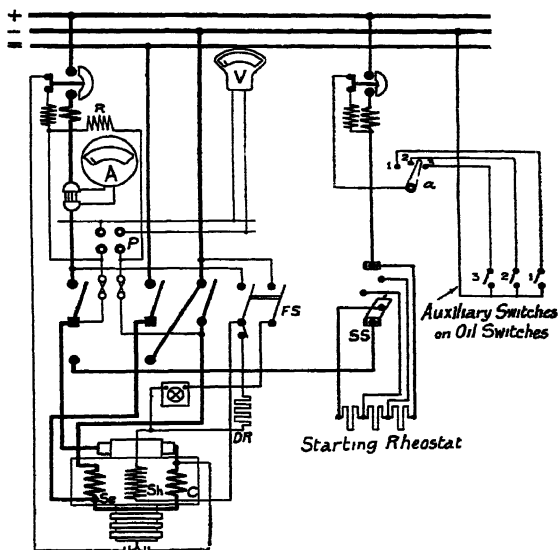 +
-
=
V
R
A
1 2 3
a
P
3 2 1
FS
SS
Auxiliary Switches
on Oil Switches
DR
Starting Rheostat
Se Sh C